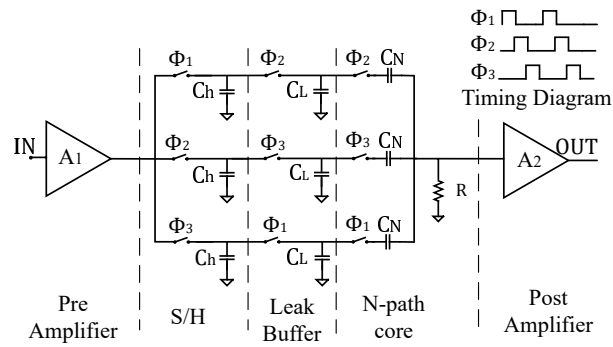 Φ1
Φ2
Φ3
Timing Diagram
Φ1 Φ2 Φ2 CN
Ch CL
IN A1 Φ2 Φ3 Φ3 CN A2 OUT
Ch CL R
Φ3 Φ1 Φ1 CN
Ch CL
Pre Amplifier
S/H
Leak Buffer
N-path core
Post Amplifier